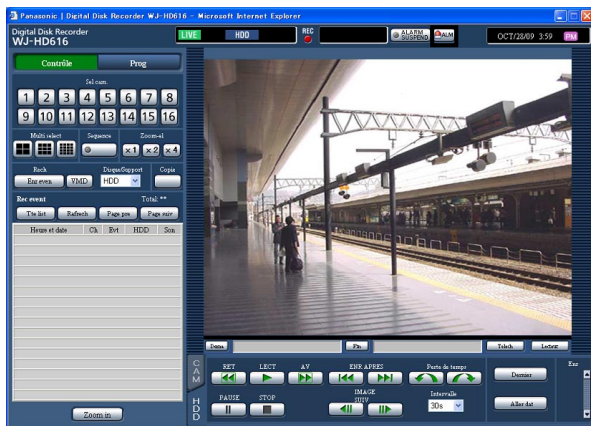 Panasonic | Digital Disk Recorder WJ-HD616 - Microsoft Internet Explorer
Digital Disk Recorder
WJ-HD616
LIVE HDD REC ALARM SUSPEND ALM OCT/28/09 3:59 PM
Contrôle Prog
Sel cam.
1 2 3 4 5 6 7 8
9 10 11 12 13 14 15 16
Multi select Sequence Zoom-el
x1 x2 x4
Rech Disque/Support Copie
Enr even VMD HDD
Rec event Total: **
Tte list Rafrech Page pre Page suiv
Heure et date Ch Evt HDD Son
Zoom in
Dema Fin Telech Lecteur
CAM
HDD
RET LECT AV ENR APRES Perte de temps Enr
Dernier
PAUSE STOP IMAGE SUIV Intervalle
30s
Aller dat